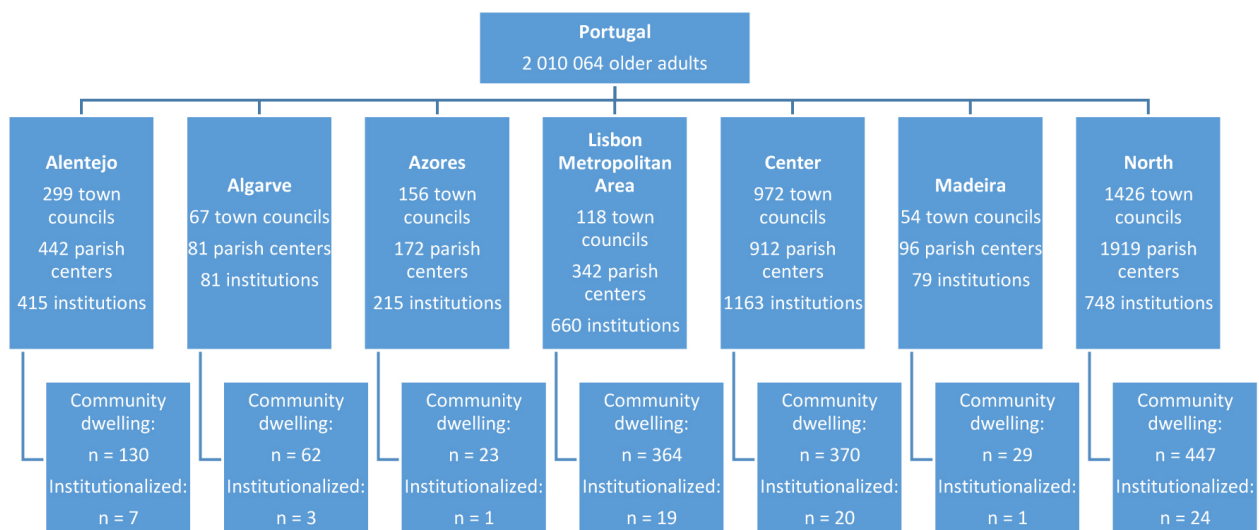 Portugal
2 010 064 older adults
Alentejo
299 town
councils
442 parish
centers
415 institutions
Algarve
67 town councils
81 parish centers
81 institutions
Azores
156 town
councils
172 parish
centers
215 institutions
Lisbon
Metropolitan
Area
118 town
councils
342 parish
centers
660 institutions
Center
972 town
councils
912 parish
centers
1163 institutions
Madeira
54 town councils
96 parish centers
79 institutions
North
1426 town
councils
1919 parish
centers
748 institutions
Community
dwelling:
n = 130
Institutionalized:
n = 7
Community
dwelling:
n = 62
Institutionalized:
n = 3
Community
dwelling:
n = 23
Institutionalized:
n = 1
Community
dwelling:
n = 364
Institutionalized:
n = 19
Community
dwelling:
n = 370
Institutionalized:
n = 20
Community
dwelling:
n = 29
Institutionalized:
n = 1
Community
dwelling:
n = 447
Institutionalized:
n = 24